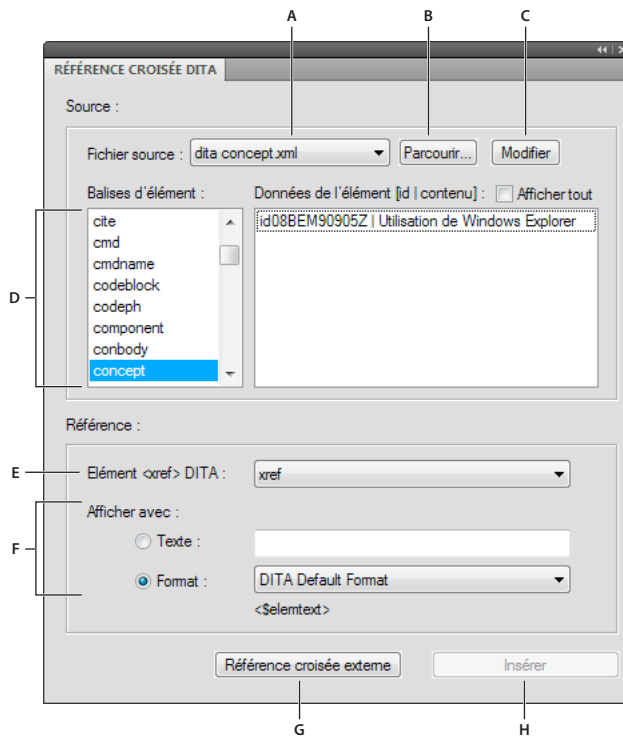 A B C
RÉFÉRENCE CROISÉE DITA
Source :
Fichier source : dita concept.xml Parcourir... Modifier
Balises d'élément : Données de l'élément [id | contenu] : Afficher tout
cite id08BEM90905Z | Utilisation de Windows Explorer
cmd
cmdname
codeblock
D codeph
component
conbody
concept
Référence :
E Elément <xref> DITA : xref
Afficher avec :
F Texte :
Format : DITA Default Format
<$elemtext>
Référence croisée externe Insérer
G H